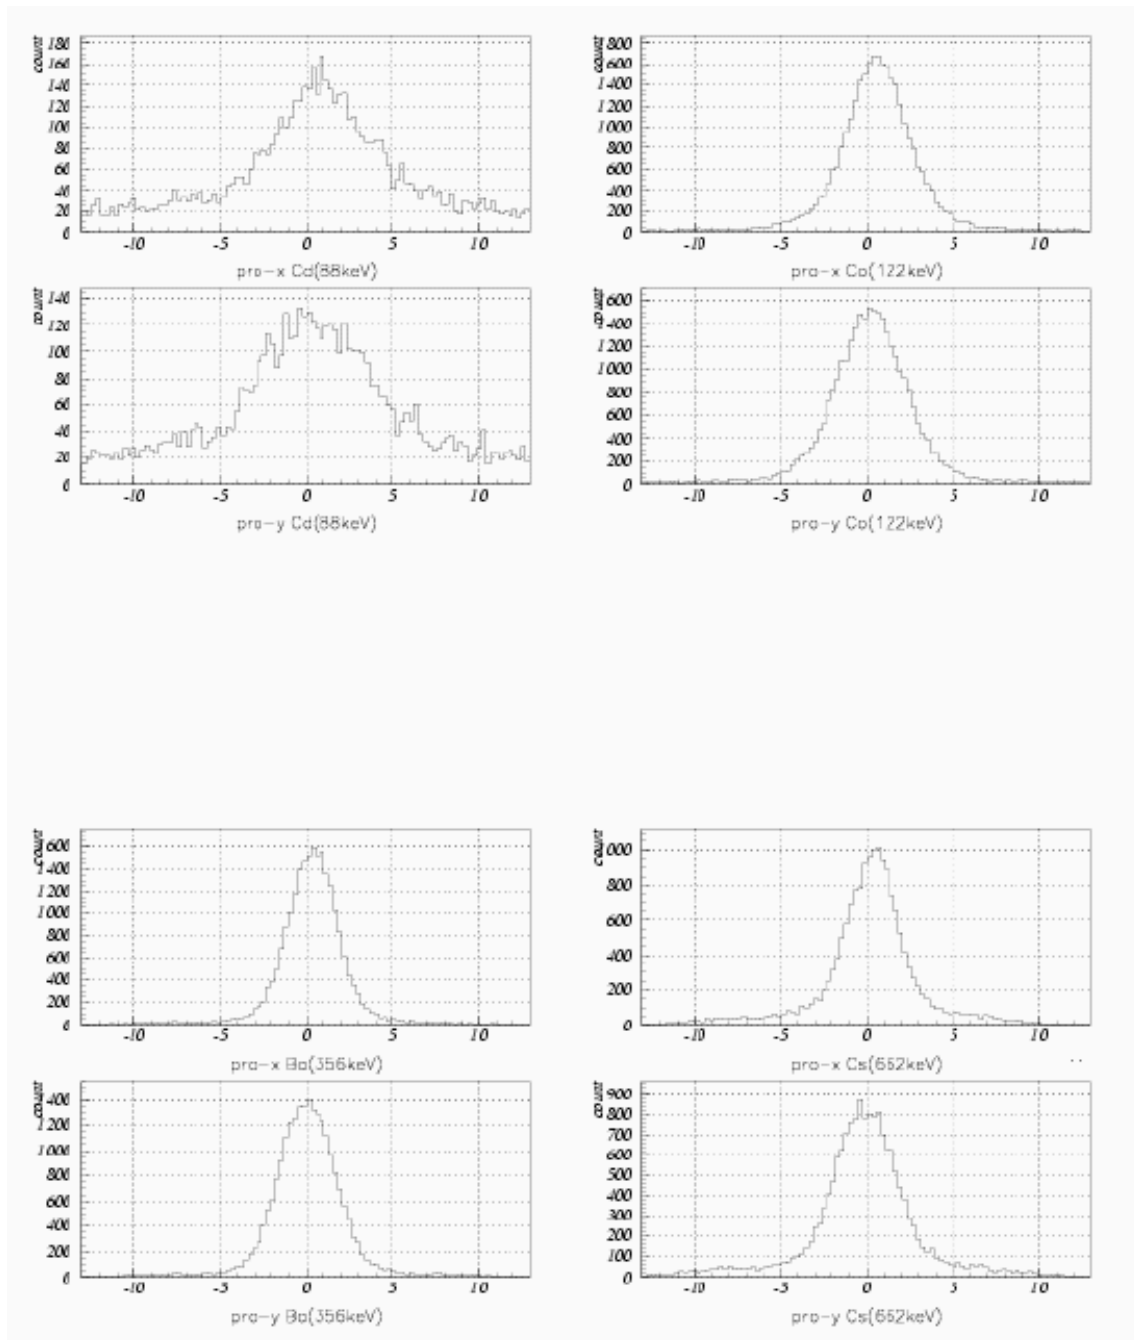 count
180
160
140
120
100
80
60
40
20
0
-10 -5 0 5 10
pro-x Cd(88keV)
count
1800
1600
1400
1200
1000
800
600
400
200
0
-10 -5 0 5 10
pro-x Co(122keV)
count
140
120
100
80
60
40
20
0
-10 -5 0 5 10
pro-y Cd(88keV)
count
1600
1400
1200
1000
800
600
400
200
0
-10 -5 0 5 10
pro-y Co(122keV)
count
1600
1400
1200
1000
800
600
400
200
0
-10 -5 0 5 10
pro-x Ba(356keV)
count
1000
800
600
400
200
0
-10 -5 0 5 10
pro-x Cs(662keV)
count
1400
1200
1000
800
600
400
200
0
-10 -5 0 5 10
pro-y Ba(356keV)
count
900
800
700
600
500
400
300
200
100
0
-10 -5 0 5 10
pro-y Cs(662keV)